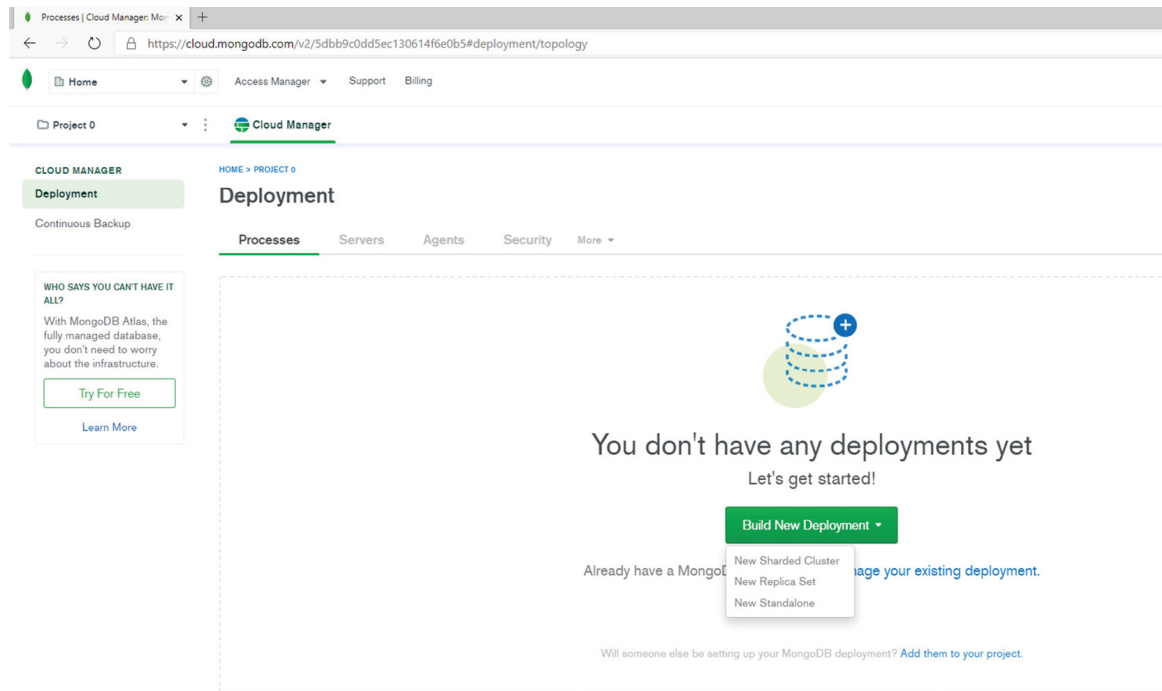 Processes | Cloud Manager: Mon
https://cloud.mongodb.com/v2/5dbb9c0dd5ec130614f6e0b5#deployment/topology
Home Access Manager Support Billing
Project 0 Cloud Manager
CLOUD MANAGER
Deployment
Continuous Backup
WHO SAYS YOU CAN'T HAVE IT
ALL?
With MongoDB Atlas, the
fully managed database,
you don't need to worry
about the infrastructure.
Try For Free
Learn More
HOME > PROJECT 0
Deployment
Processes Servers Agents Security More
You don't have any deployments yet
Let's get started!
Build New Deployment
New Sharded Cluster
New Replica Set
New Standalone
Already have a Mongo age your existing deployment.
Will someone else be setting up your MongoDB deployment? Add them to your project.